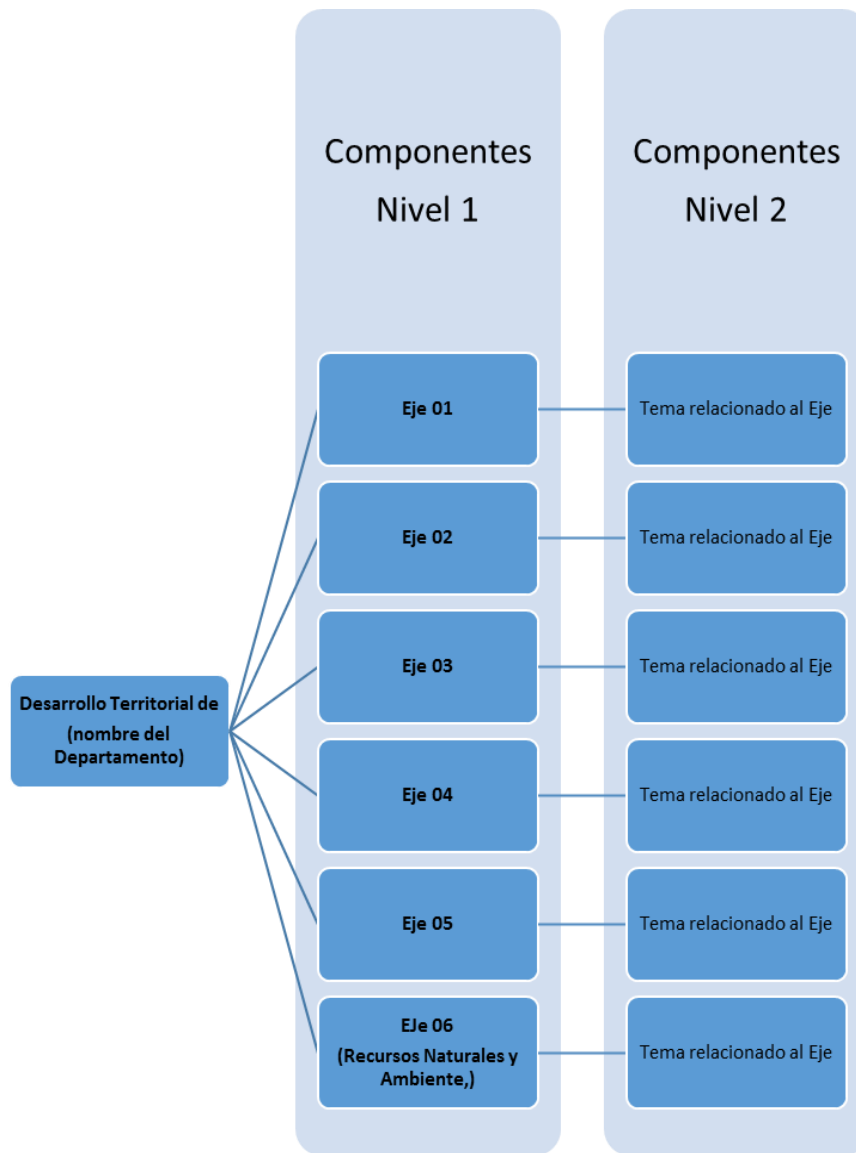 Componentes
Nivel 1
Componentes
Nivel 2
Desarrollo Territorial de
(nombre del
Departamento)
Eje 01
Tema relacionado al Eje
Eje 02
Tema relacionado al Eje
Eje 03
Tema relacionado al Eje
Eje 04
Tema relacionado al Eje
Eje 05
Tema relacionado al Eje
EJe 06
(Recursos Naturales y
Ambiente,)
Tema relacionado al Eje